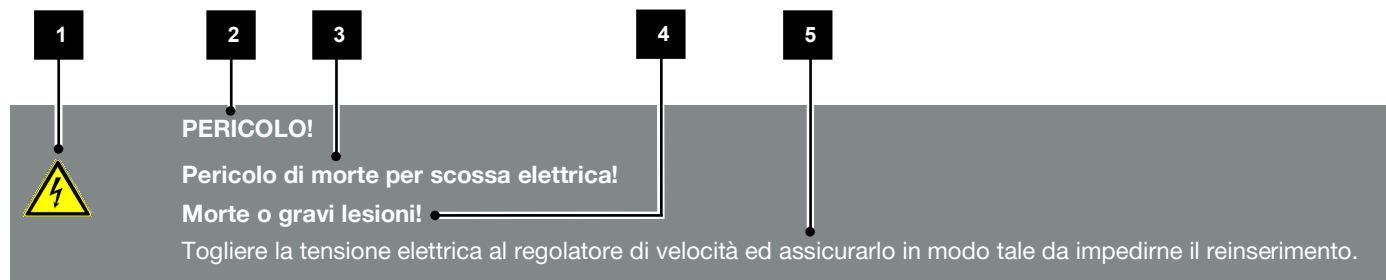 1 2 3 4 5
PERICOLO!
Pericolo di morte per scossa elettrica!
Morte o gravi lesioni!
Togliere la tensione elettrica al regolatore di velocità ed assicurarlo in modo tale da impedirne il reinserimento.